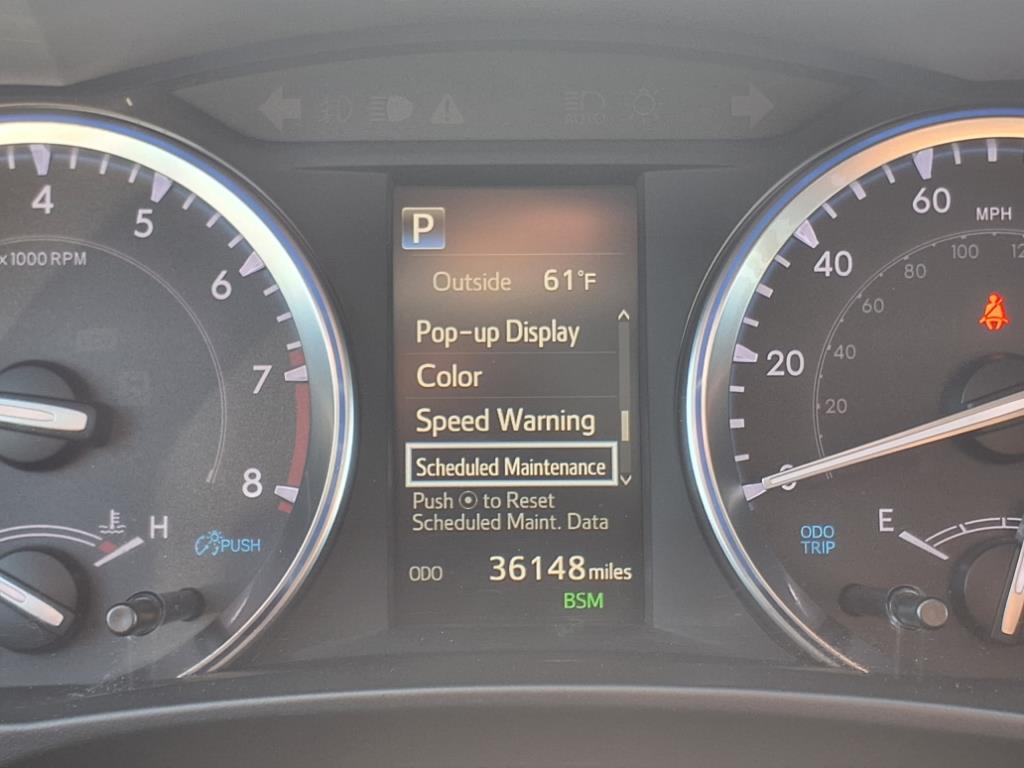 AUTO
4
5
6
7
8
x 1000 RPM
H
PUSH
P
Outside 61°F
Pop-up Display
Color
Speed Warning
Scheduled Maintenance
Push to Reset
Scheduled Maint. Data
ODO 36148 miles
BSM
60
MPH
40
20
0
100
80
60
40
20
ODO
TRIP
E